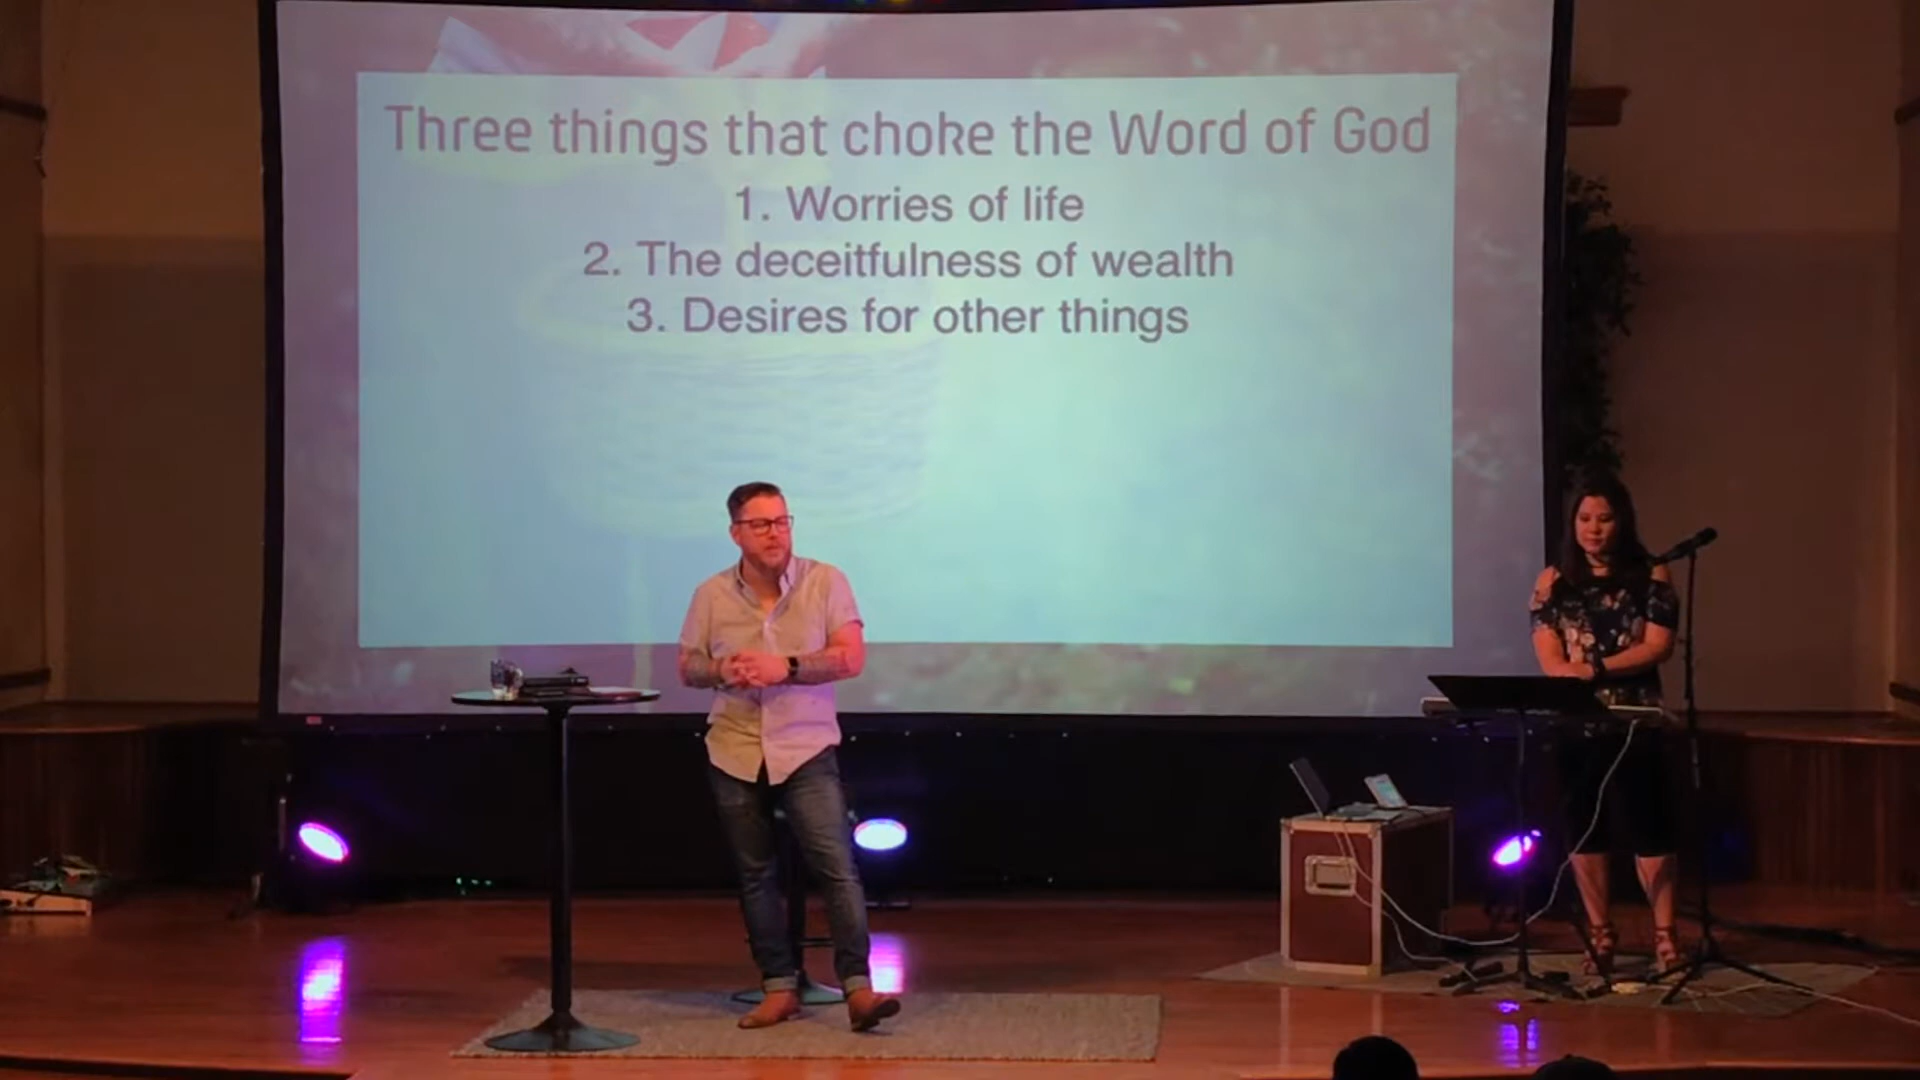 Three things that choke the Word of God
1. Worries of life
2. The deceitfulness of wealth
3. Desires for other things